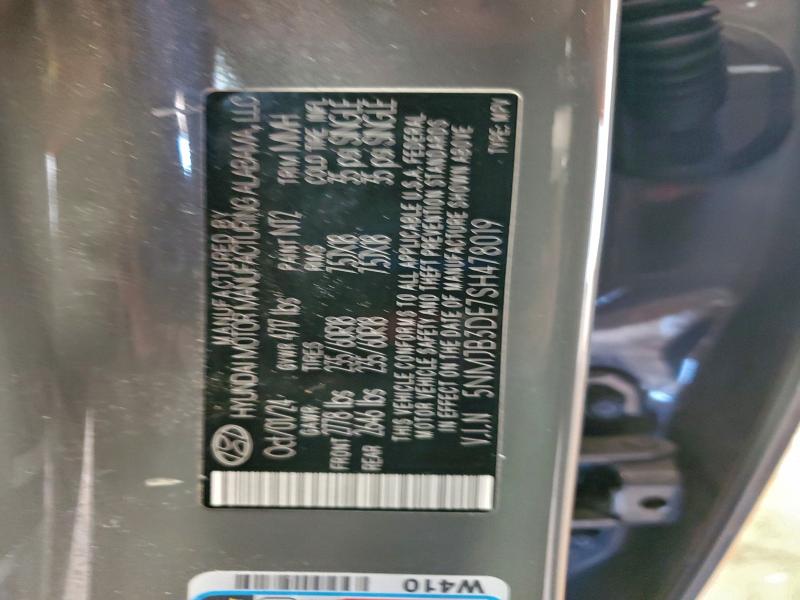 MANUFACTURED BY
HYUNDAI MOTOR MANUFACTURING ALABAMA, LLC
Oct/01/24 GVWR 4717 lbs PAINT NT2 TRIM MMH
GAWR TIRES RIMS COLD TIRE INFL
FRONT 2778 lbs 235/60R18 7.5JX18 35 psi SINGLE
REAR 2646 lbs 235/60R18 7.5JX18 35 psi SINGLE
THIS VEHICLE CONFORMS TO ALL APPLICABLE U.S.A. FEDERAL
MOTOR VEHICLE SAFETY AND THEFT PREVENTION STANDARDS
IN EFFECT ON THE DATE OF MANUFACTURE SHOWN ABOVE
V.I.N 5NMJB3DE7SH478019 TYPE: MPV
W410